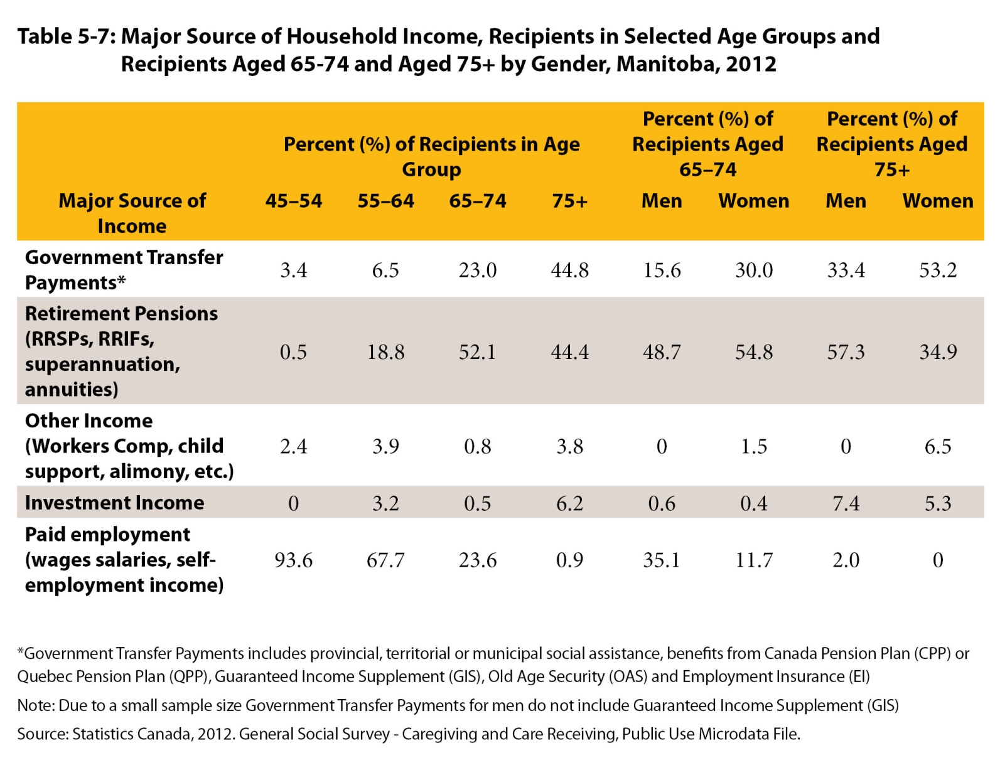 Table 5-7: Major Source of Household Income, Recipients in Selected Age Groups and
Recipients Aged 65-74 and Aged 75+ by Gender, Manitoba, 2012
Percent (%) of Recipients in Age
Group
Percent (%) of
Recipients Aged
65–74
Percent (%) of
Recipients Aged
75+
Major Source of
Income
45–54 55–64 65–74 75+ Men Women Men Women
Government Transfer
Payments*
3.4 6.5 23.0 44.8 15.6 30.0 33.4 53.2
Retirement Pensions
(RRSPs, RRIFs,
superannuation,
annuities)
0.5 18.8 52.1 44.4 48.7 54.8 57.3 34.9
Other Income
(Workers Comp, child
support, alimony, etc.)
2.4 3.9 0.8 3.8 0 1.5 0 6.5
Investment Income 0 3.2 0.5 6.2 0.6 0.4 7.4 5.3
Paid employment
(wages salaries, self-
employment income)
93.6 67.7 23.6 0.9 35.1 11.7 2.0 0
*Government Transfer Payments includes provincial, territorial or municipal social assistance, benefits from Canada Pension Plan (CPP) or
Quebec Pension Plan (QPP), Guaranteed Income Supplement (GIS), Old Age Security (OAS) and Employment Insurance (EI)
Note: Due to a small sample size Government Transfer Payments for men do not include Guaranteed Income Supplement (GIS)
Source: Statistics Canada, 2012. General Social Survey - Caregiving and Care Receiving, Public Use Microdata File.